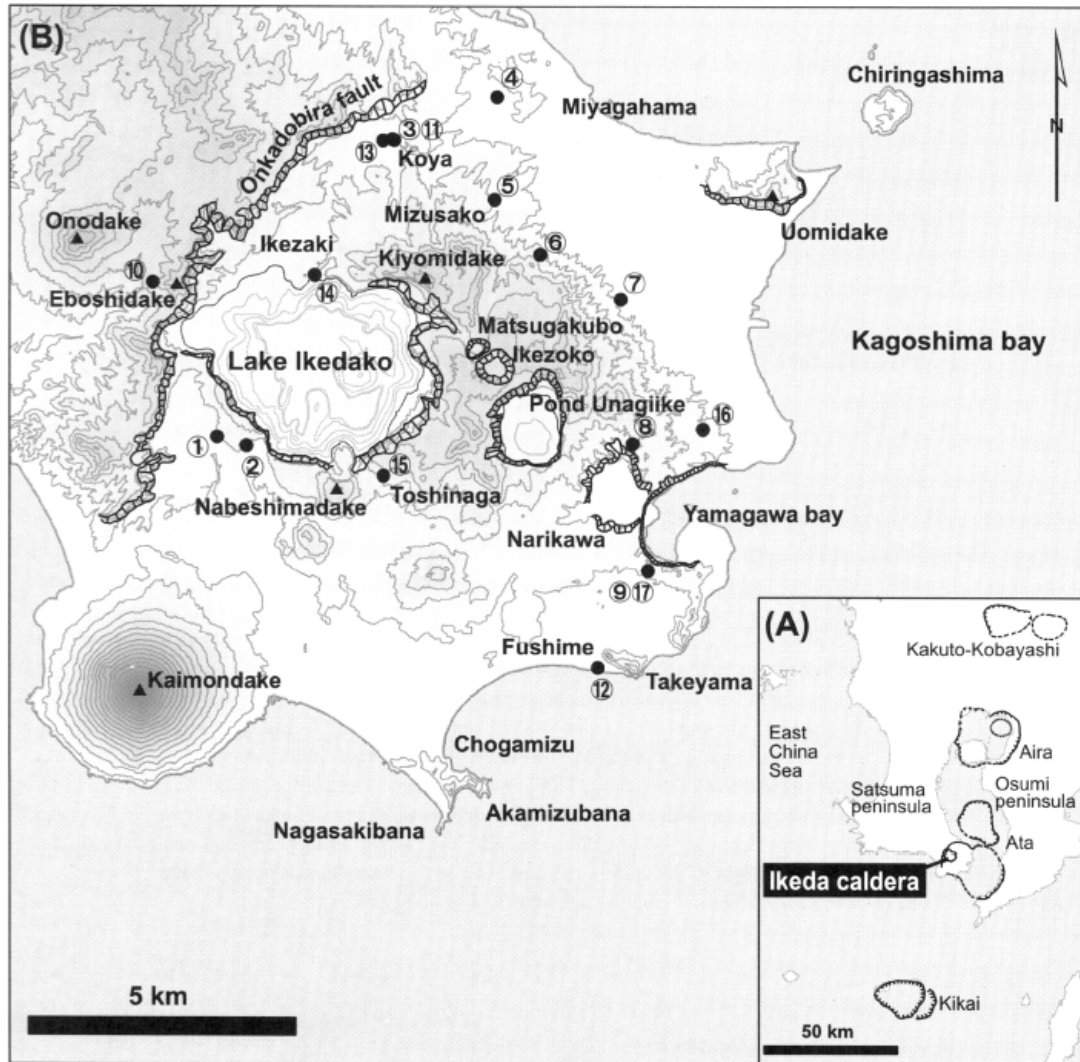 (B)
Onkadobira fault
④
Miyagahama
Chiringashima
N
③ ⑪
⑬
Koya
⑤
Mizusako
Onodake
Ikezaki
Kiyomidake
⑥
Uomidake
⑩
Eboshidake
⑭
⑦
Matsugakubo
Ikezoko
Kagoshima bay
Lake Ikedako
Pond Unagiike
①
②
⑧
⑯
⑮
Toshinaga
Nabeshimadake
Yamagawa bay
Narikawa
⑨ ⑰
Fushime
⑫
Takeyama
Kaimondake
Chogamizu
Akamizubana
Nagasakibana
5 km
(A)
Kakuto-Kobayashi
East
China
Sea
Aira
Satsuma
peninsula
Osumi
peninsula
Ata
Ikeda caldera
Kikai
50 km